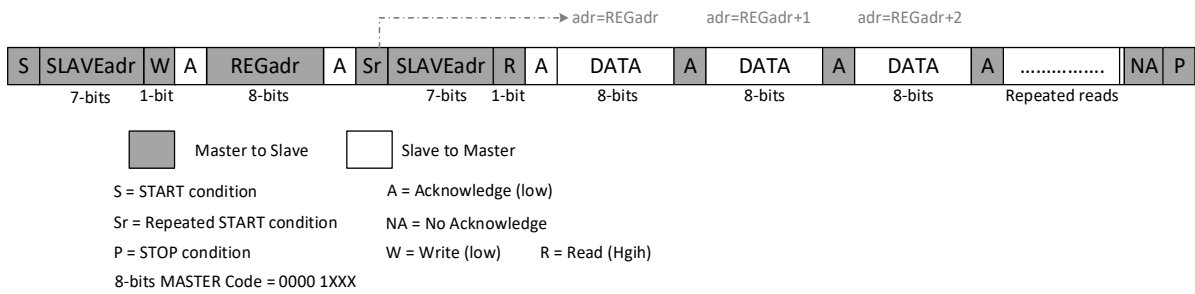 adr=REGadr adr=REGadr+1 adr=REGadr+2
S SLAVEadr W A REGadr A Sr SLAVEadr R A DATA A DATA A DATA A ................ NA P
7-bits 1-bit 8-bits 7-bits 1-bit 8-bits 8-bits 8-bits Repeated reads
Master to Slave Slave to Master
S = START condition A = Acknowledge (low)
Sr = Repeated START condition NA = No Acknowledge
P = STOP condition W = Write (low) R = Read (Hgih)
8-bits MASTER Code = 0000 1XXX